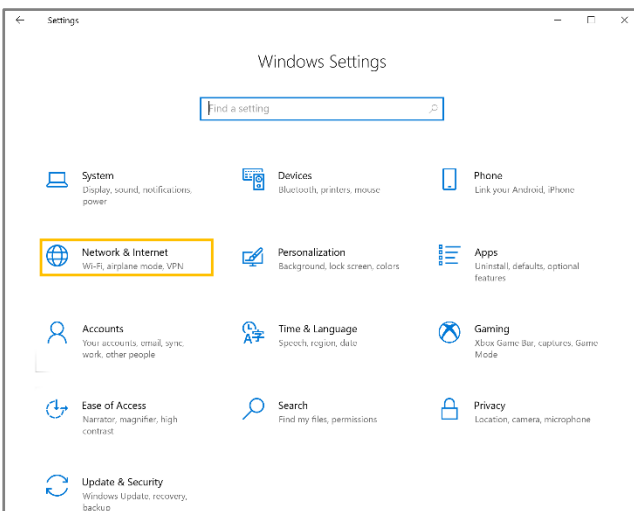 Settings
Windows Settings
Find a setting
System
Display, sound, notifications,
power
Devices
Bluetooth, printers, mouse
Phone
Link your Android, iPhone
Network & Internet
Wi-Fi, airplane mode, VPN
Personalization
Background, lock screen, colors
Apps
Uninstall, defaults, optional
features
Accounts
Your accounts, email, sync,
work, other people
Time & Language
Speech, region, date
Gaming
Xbox Game Bar, captures, Game
Mode
Ease of Access
Narrator, magnifier, high
contrast
Search
Find my files, permissions
Privacy
Location, camera, microphone
Update & Security
Windows Update, recovery,
backup